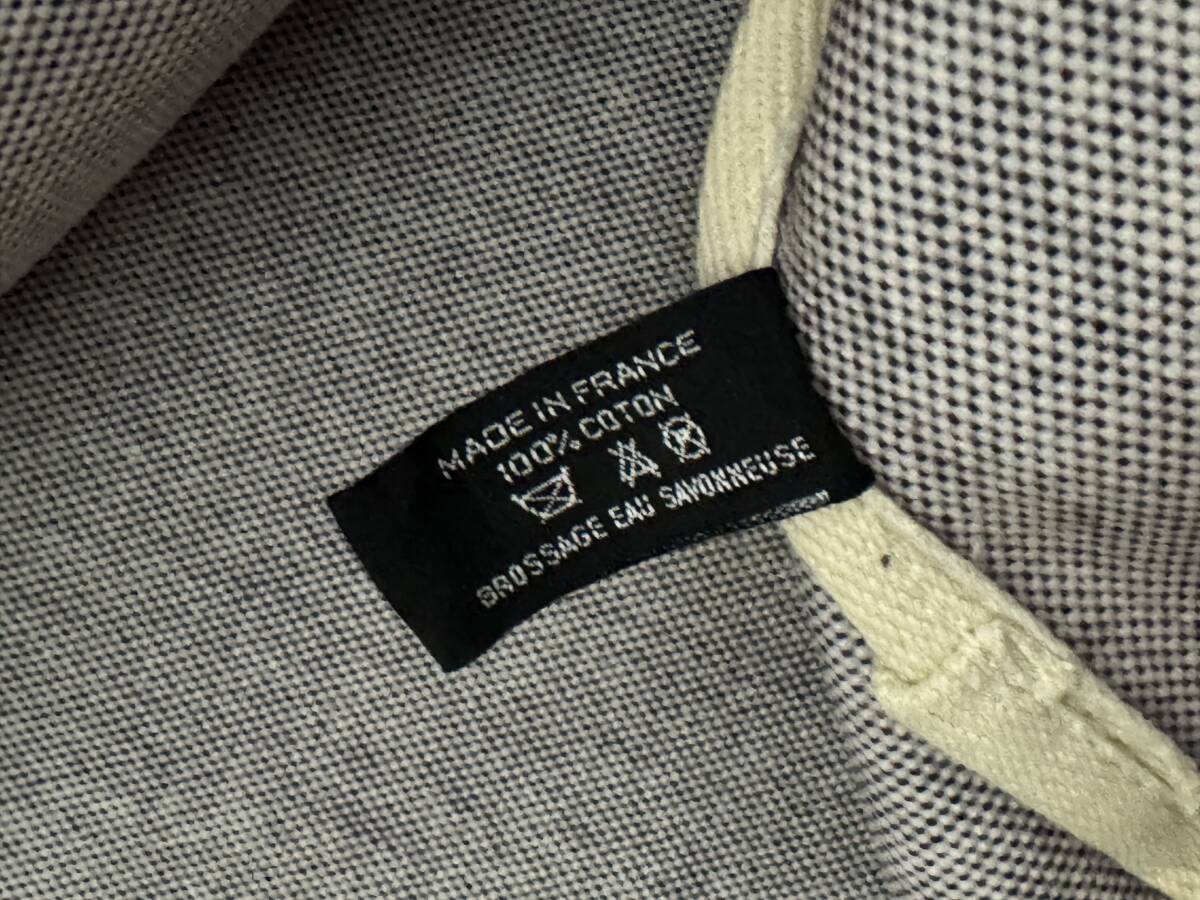 MADE IN FRANCE
100% COTON
BROSSAGE EAU SAVONNEUSE